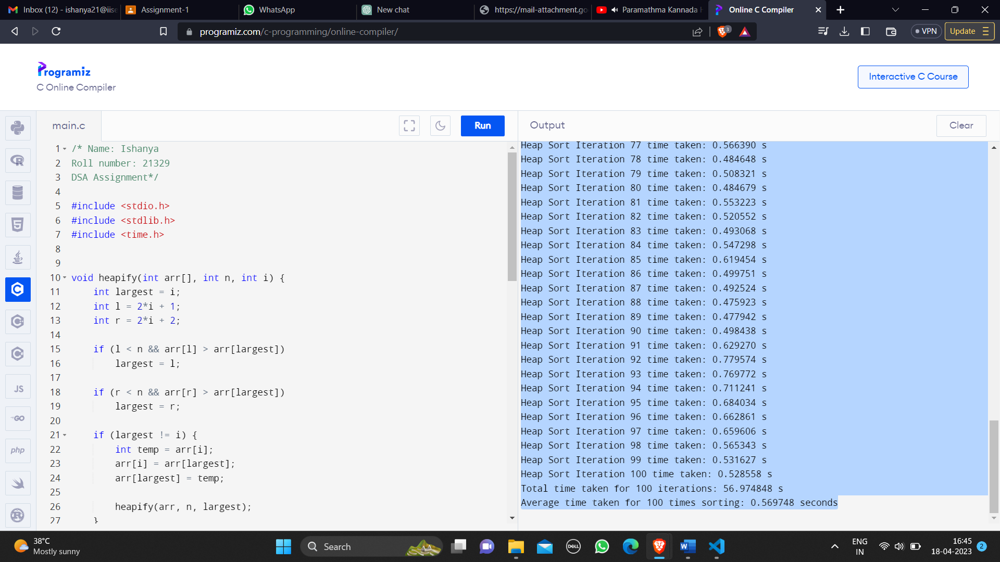 Inbox (12) - ishanya21@iise
Assignment-1
WhatsApp
New chat
https://mail-attachment.go
Paramathma Kannada
Online C Compiler
programiz.com/c-programming/online-compiler/
3
VPN
Update
Programiz
C Online Compiler
Interactive C Course
main.c
Run
Output
Clear
1 /* Name: Ishanya
2 Roll number: 21329
3 DSA Assignment*/
4
5 #include <stdio.h>
6 #include <stdlib.h>
7 #include <time.h>
8
9
10 void heapify(int arr[], int n, int i) {
11 int largest = i;
12 int l = 2*i + 1;
13 int r = 2*i + 2;
14
15 if (l < n && arr[l] > arr[largest])
16 largest = l;
17
18 if (r < n && arr[r] > arr[largest])
19 largest = r;
20
21 if (largest != i) {
22 int temp = arr[i];
23 arr[i] = arr[largest];
24 arr[largest] = temp;
25
26 heapify(arr, n, largest);
27 }
Heap Sort Iteration 77 time taken: 0.566390 s
Heap Sort Iteration 78 time taken: 0.484648 s
Heap Sort Iteration 79 time taken: 0.508321 s
Heap Sort Iteration 80 time taken: 0.484679 s
Heap Sort Iteration 81 time taken: 0.553223 s
Heap Sort Iteration 82 time taken: 0.520552 s
Heap Sort Iteration 83 time taken: 0.493068 s
Heap Sort Iteration 84 time taken: 0.547298 s
Heap Sort Iteration 85 time taken: 0.619454 s
Heap Sort Iteration 86 time taken: 0.499751 s
Heap Sort Iteration 87 time taken: 0.492524 s
Heap Sort Iteration 88 time taken: 0.475923 s
Heap Sort Iteration 89 time taken: 0.477942 s
Heap Sort Iteration 90 time taken: 0.498438 s
Heap Sort Iteration 91 time taken: 0.629270 s
Heap Sort Iteration 92 time taken: 0.779574 s
Heap Sort Iteration 93 time taken: 0.769772 s
Heap Sort Iteration 94 time taken: 0.711241 s
Heap Sort Iteration 95 time taken: 0.684034 s
Heap Sort Iteration 96 time taken: 0.662861 s
Heap Sort Iteration 97 time taken: 0.659606 s
Heap Sort Iteration 98 time taken: 0.565343 s
Heap Sort Iteration 99 time taken: 0.531627 s
Heap Sort Iteration 100 time taken: 0.528558 s
Total time taken for 100 iterations: 56.974848 s
Average time taken for 100 times sorting: 0.569748 seconds
JS
GO
php
38°C
Mostly sunny
Search
DELL
ENG
IN
16:45
18-04-2023
2